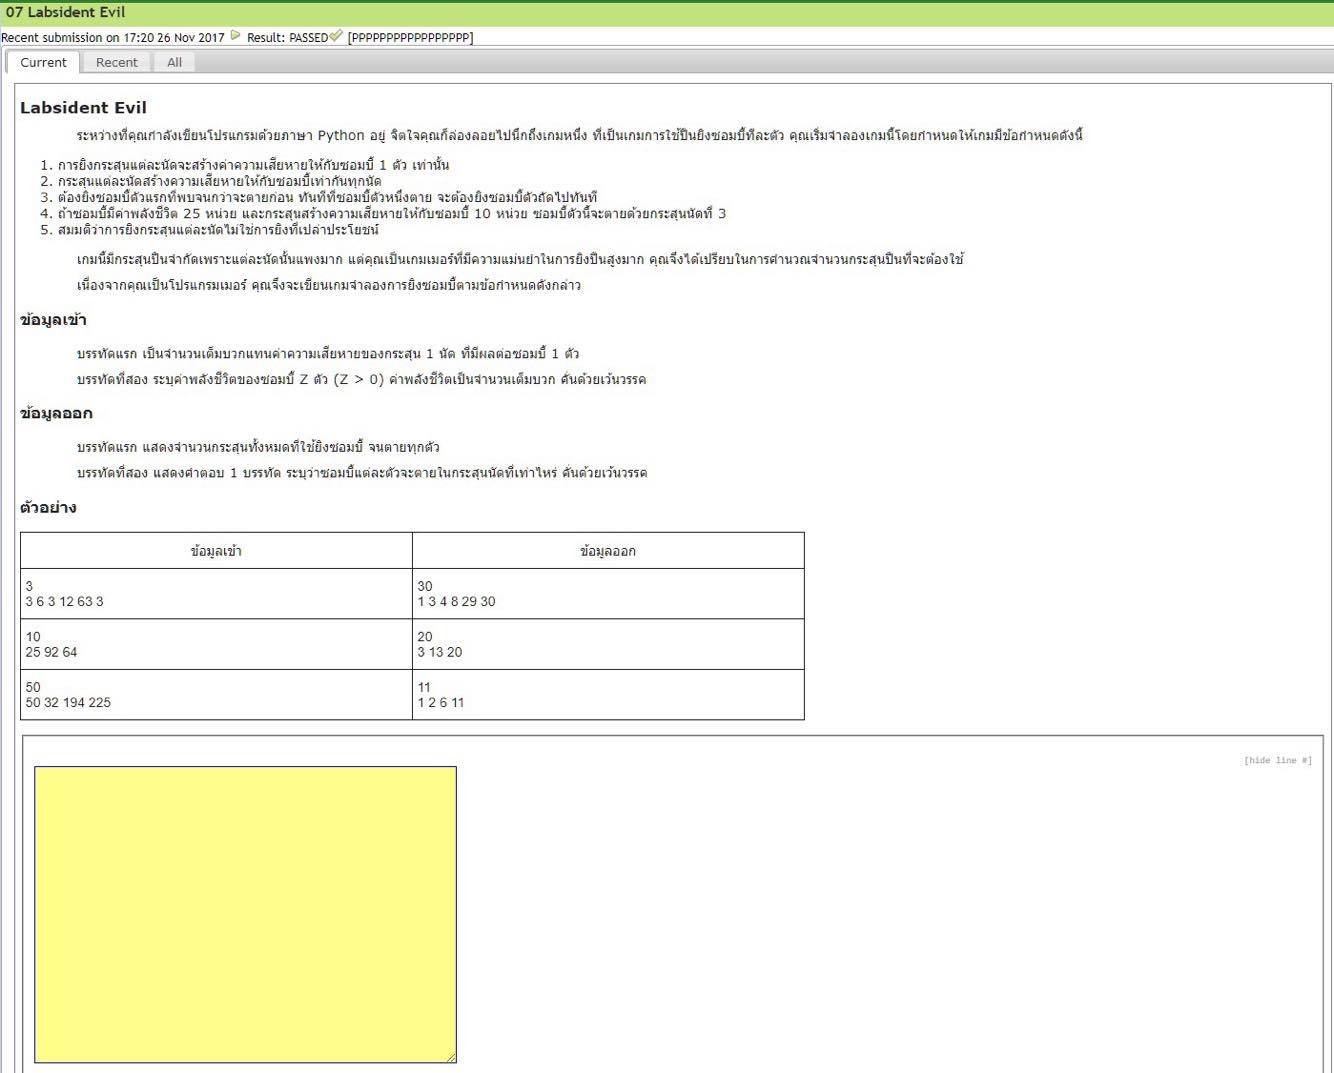 07 Labsident Evil
Recent submission on 17:20 26 Nov 2017 Result: PASSED [PPPPPPPPPPPPPPPPP]
Current Recent All
Labsident Evil
ระหว่างที่คุณกำลังเขียนโปรแกรมด้วยภาษา Python อยู่ จิตใจคุณก็ล่องลอยไปนึกถึงเกมหนึ่ง ที่เป็นเกมการใช้ปืนยิงซอมบี้ทีละตัว คุณเริ่มจำลองเกมนี้โดยกำหนดให้เกมมีข้อกำหนดดังนี้
1. การยิงกระสุนแต่ละนัดจะสร้างค่าความเสียหายให้กับซอมบี้ 1 ตัว เท่านั้น
2. กระสุนแต่ละนัดสร้างความเสียหายให้กับซอมบี้เท่ากันทุกนัด
3. ต้องยิงซอมบี้ตัวแรกที่พบจนกว่าจะตายก่อน ทันทีที่ซอมบี้ตัวหนึ่งตาย จะต้องยิงซอมบี้ตัวถัดไปทันที
4. ถ้าซอมบี้มีค่าพลังชีวิต 25 หน่วย และกระสุนสร้างความเสียหายให้กับซอมบี้ 10 หน่วย ซอมบี้ตัวนี้จะตายด้วยกระสุนนัดที่ 3
5. สมมติว่าการยิงกระสุนแต่ละนัดไม่ใช่การยิงที่เปล่าประโยชน์
เกมนี้มีกระสุนปืนจำกัดเพราะแต่ละนัดนั้นแพงมาก แต่คุณเป็นเกมเมอร์ที่มีความแม่นยำในการยิงปืนสูงมาก คุณจึงได้เปรียบในการคำนวณจำนวนกระสุนปืนที่จะต้องใช้
เนื่องจากคุณเป็นโปรแกรมเมอร์ คุณจึงจะเขียนเกมจำลองการยิงซอมบี้ตามข้อกำหนดดังกล่าว
ข้อมูลเข้า
บรรทัดแรก เป็นจำนวนเต็มบวกแทนค่าความเสียหายของกระสุน 1 นัด ที่มีผลต่อซอมบี้ 1 ตัว
บรรทัดที่สอง ระบุค่าพลังชีวิตของซอมบี้ Z ตัว (Z > 0) ค่าพลังชีวิตเป็นจำนวนเต็มบวก คั่นด้วยเว้นวรรค
ข้อมูลออก
บรรทัดแรก แสดงจำนวนกระสุนทั้งหมดที่ใช้ยิงซอมบี้ จนตายทุกตัว
บรรทัดที่สอง แสดงคำตอบ 1 บรรทัด ระบุว่าซอมบี้แต่ละตัวจะตายในกระสุนนัดที่เท่าไหร่ คั่นด้วยเว้นวรรค
ตัวอย่าง
ข้อมูลเข้า ข้อมูลออก
3 30
3 6 3 12 63 3 1 3 4 8 29 30
10 20
25 92 64 3 13 20
50 11
50 32 194 225 1 2 6 11
[hide line #]